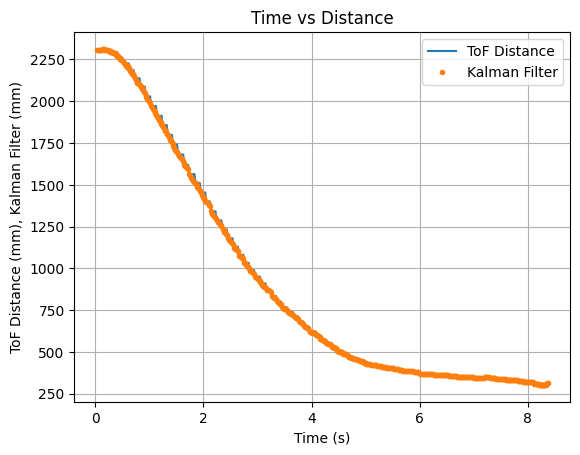 Time vs Distance
ToF Distance
Kalman Filter
ToF Distance (mm), Kalman Filter (mm)
2250
2000
1750
1500
1250
1000
750
500
250
0 2 4 6 8
Time (s)